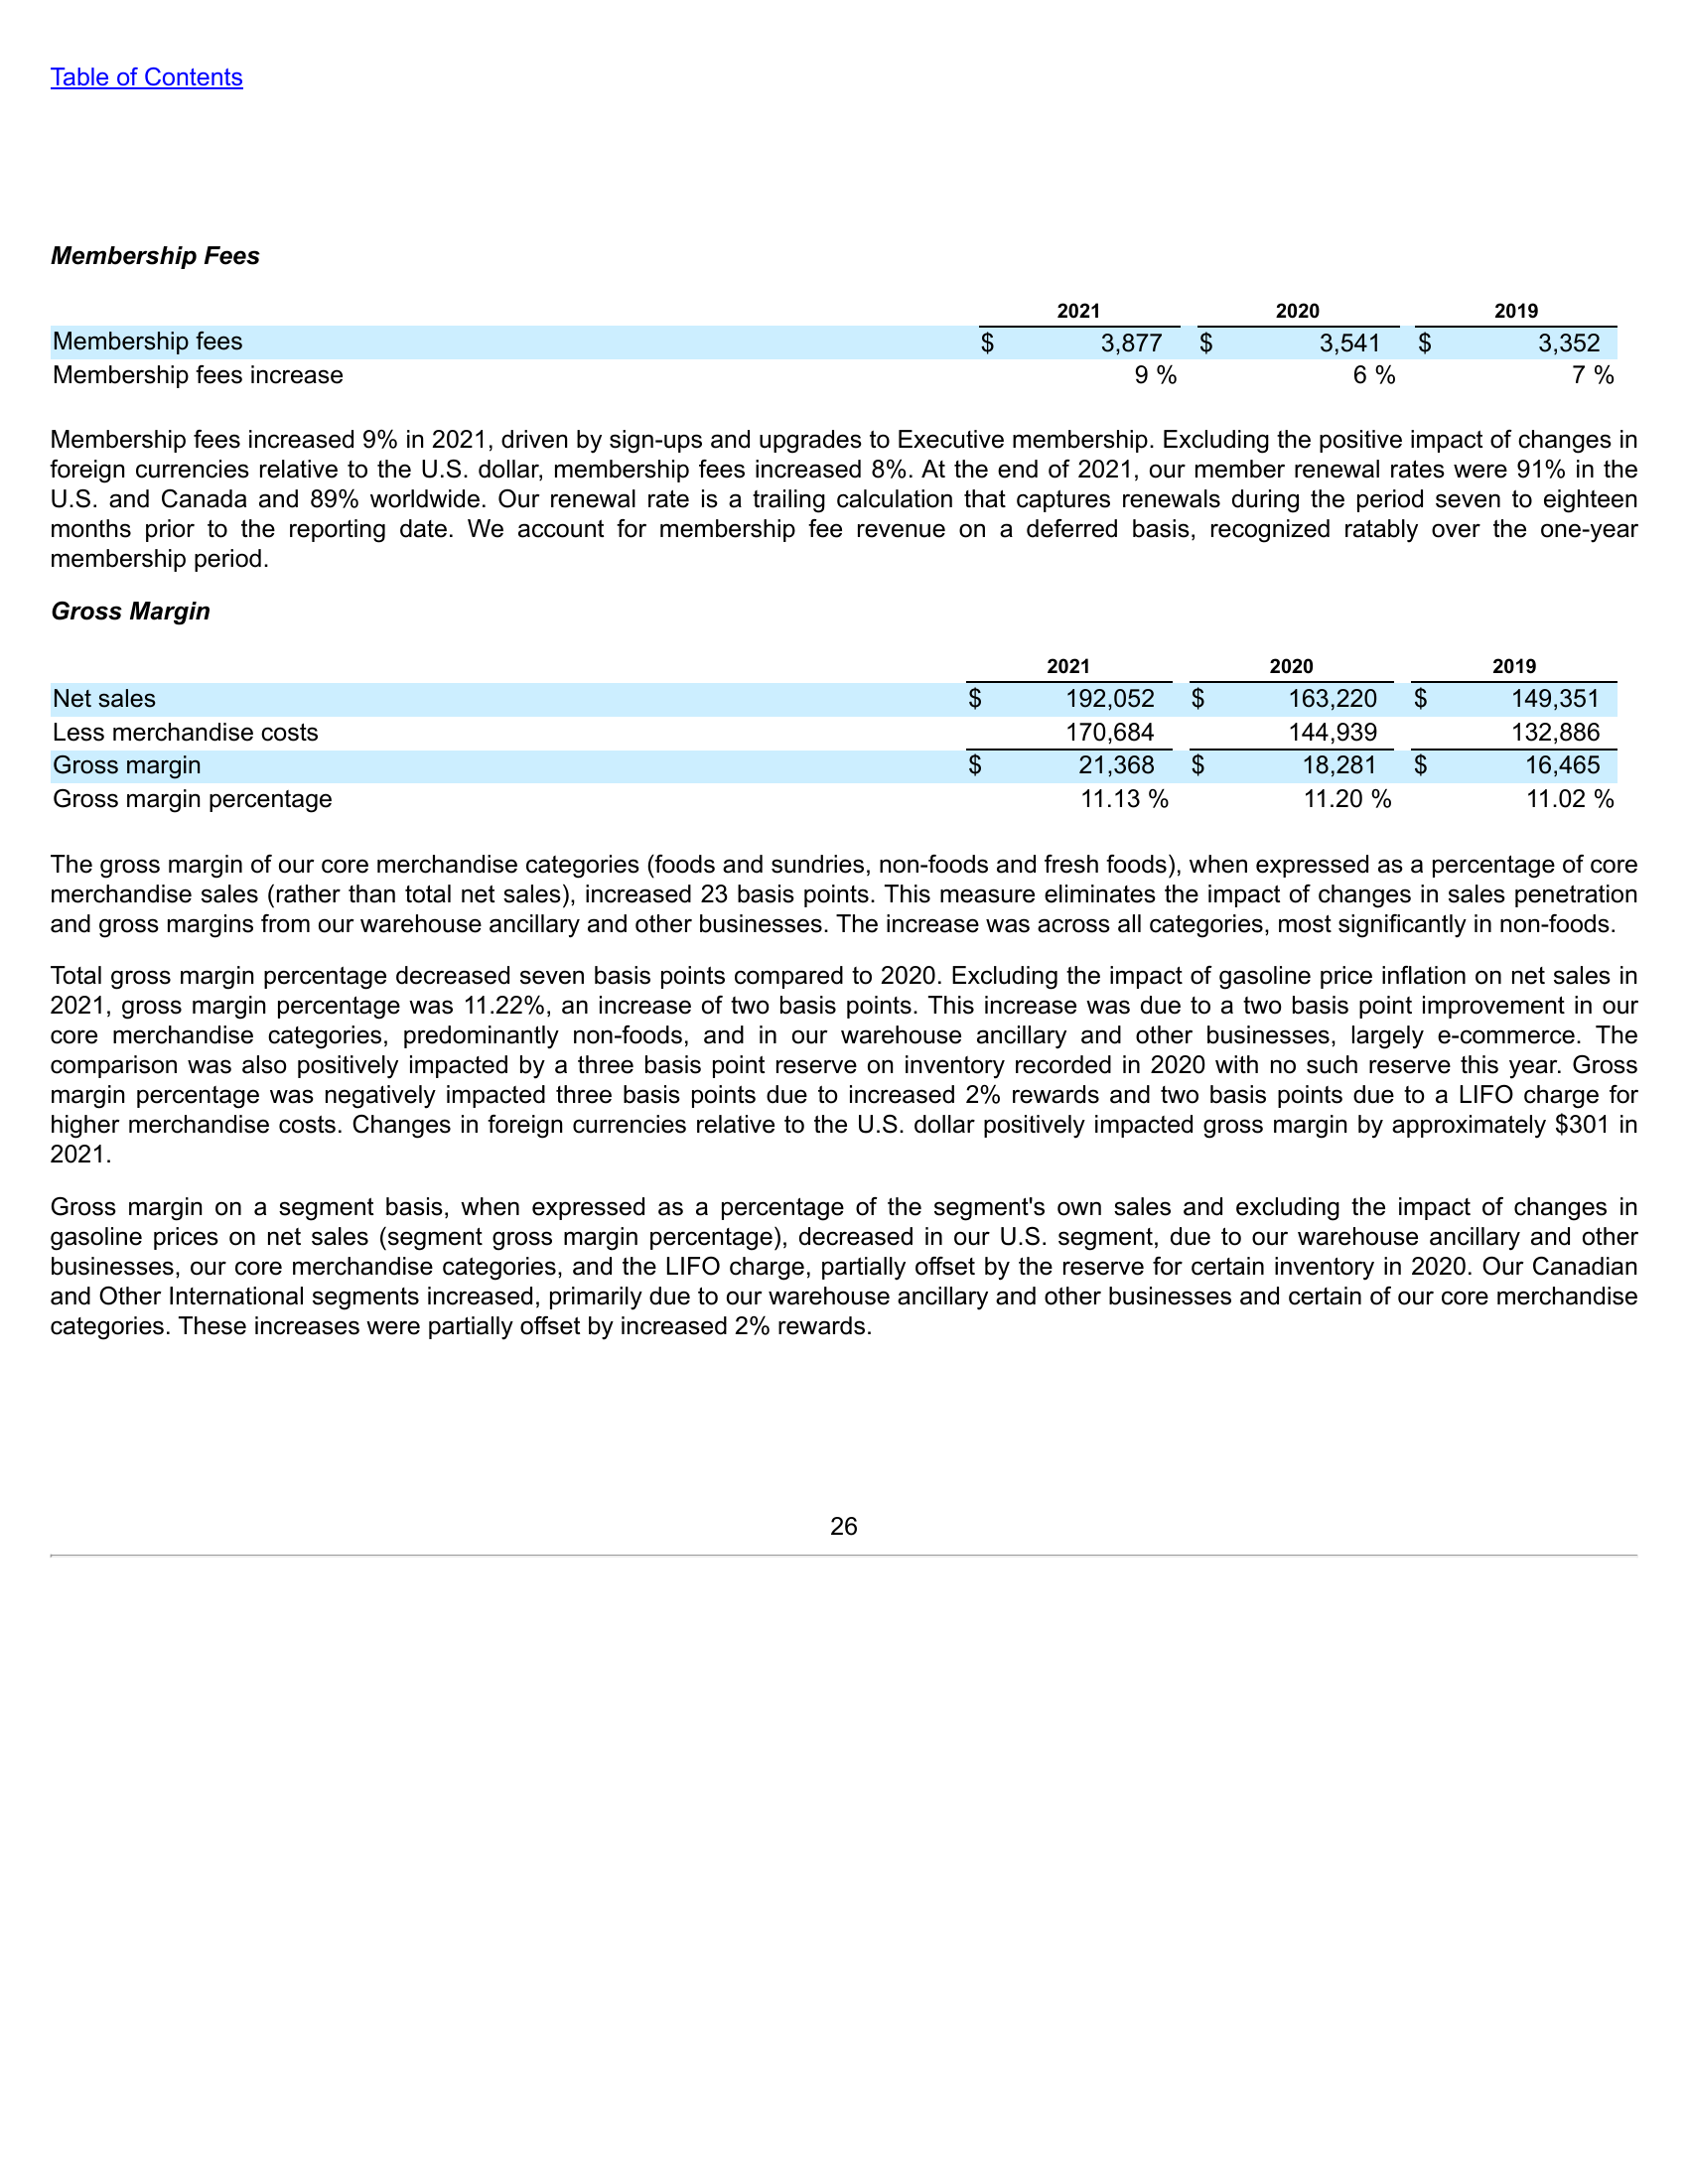 Table of Contents
Membership Fees
2021 2020 2019
Membership fees $ 3,877 $ 3,541 $ 3,352
Membership fees increase 9 % 6 % 7 %
Membership fees increased 9% in 2021, driven by sign-ups and upgrades to Executive membership. Excluding the positive impact of changes in
foreign currencies relative to the U.S. dollar, membership fees increased 8%. At the end of 2021, our member renewal rates were 91% in the
U.S. and Canada and 89% worldwide. Our renewal rate is a trailing calculation that captures renewals during the period seven to eighteen
months prior to the reporting date. We account for membership fee revenue on a deferred basis, recognized ratably over the one-year
membership period.
Gross Margin
2021 2020 2019
Net sales $ 192,052 $ 163,220 $ 149,351
Less merchandise costs 170,684 144,939 132,886
Gross margin $ 21,368 $ 18,281 $ 16,465
Gross margin percentage 11.13 % 11.20 % 11.02 %
The gross margin of our core merchandise categories (foods and sundries, non-foods and fresh foods), when expressed as a percentage of core
merchandise sales (rather than total net sales), increased 23 basis points. This measure eliminates the impact of changes in sales penetration
and gross margins from our warehouse ancillary and other businesses. The increase was across all categories, most significantly in non-foods.
Total gross margin percentage decreased seven basis points compared to 2020. Excluding the impact of gasoline price inflation on net sales in
2021, gross margin percentage was 11.22%, an increase of two basis points. This increase was due to a two basis point improvement in our
core merchandise categories, predominantly non-foods, and in our warehouse ancillary and other businesses, largely e-commerce. The
comparison was also positively impacted by a three basis point reserve on inventory recorded in 2020 with no such reserve this year. Gross
margin percentage was negatively impacted three basis points due to increased 2% rewards and two basis points due to a LIFO charge for
higher merchandise costs. Changes in foreign currencies relative to the U.S. dollar positively impacted gross margin by approximately $301 in
2021.
Gross margin on a segment basis, when expressed as a percentage of the segment's own sales and excluding the impact of changes in
gasoline prices on net sales (segment gross margin percentage), decreased in our U.S. segment, due to our warehouse ancillary and other
businesses, our core merchandise categories, and the LIFO charge, partially offset by the reserve for certain inventory in 2020. Our Canadian
and Other International segments increased, primarily due to our warehouse ancillary and other businesses and certain of our core merchandise
categories. These increases were partially offset by increased 2% rewards.
26